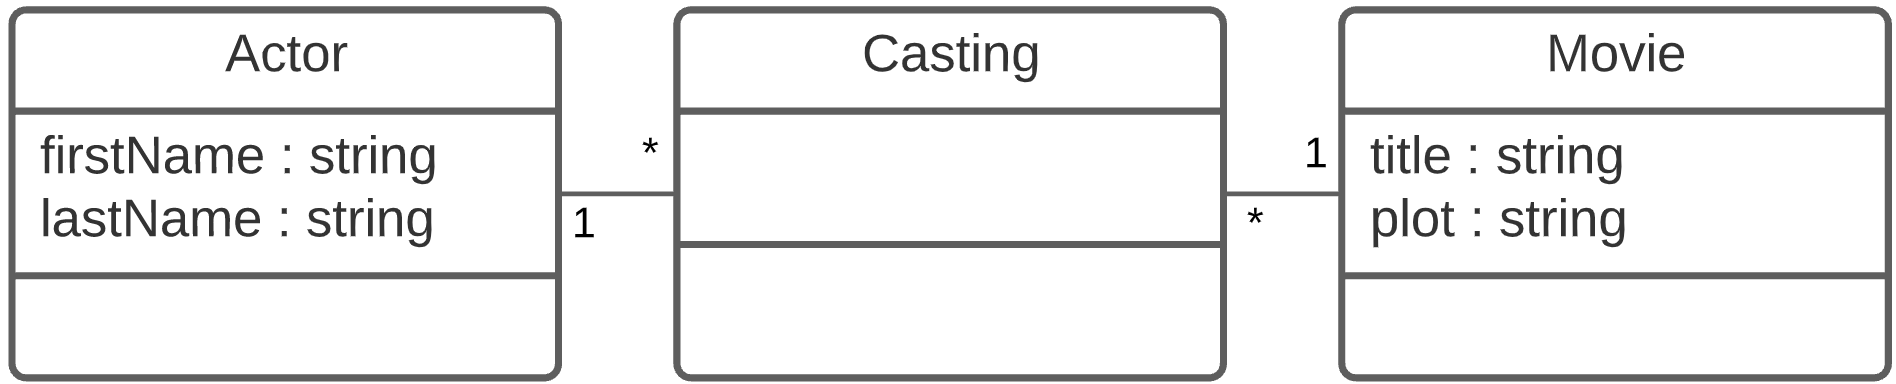 Actor
firstName : string
lastName : string
1
*
Casting
*
1
Movie
title : string
plot : string